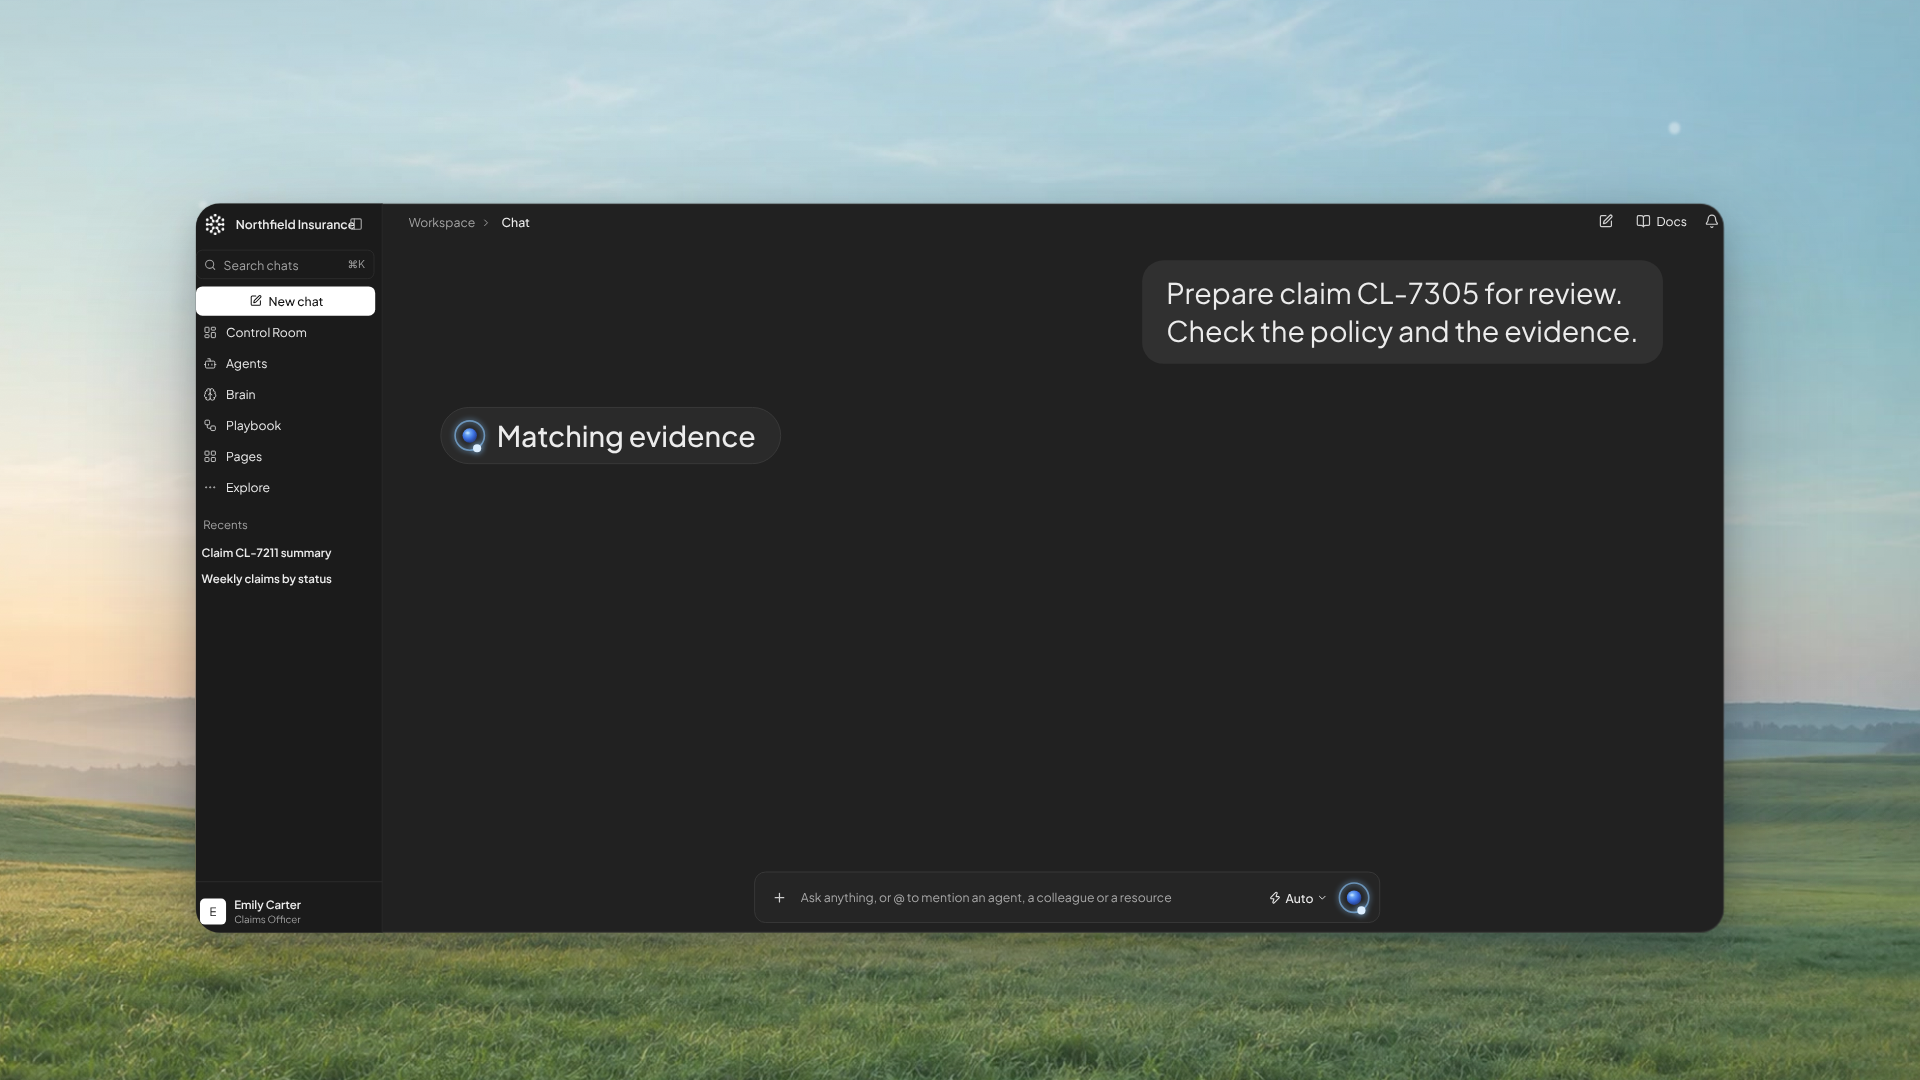 Northfield Insurance
Workspace > Chat
Docs
Search chats ⌘K
New chat
Control Room
Agents
Brain
Playbook
Pages
Explore
Recents
Claim CL-7211 summary
Weekly claims by status
Emily Carter
Claims Officer
E
Prepare claim CL-7305 for review.
Check the policy and the evidence.
Matching evidence
Ask anything, or @ to mention an agent, a colleague or a resource
Auto